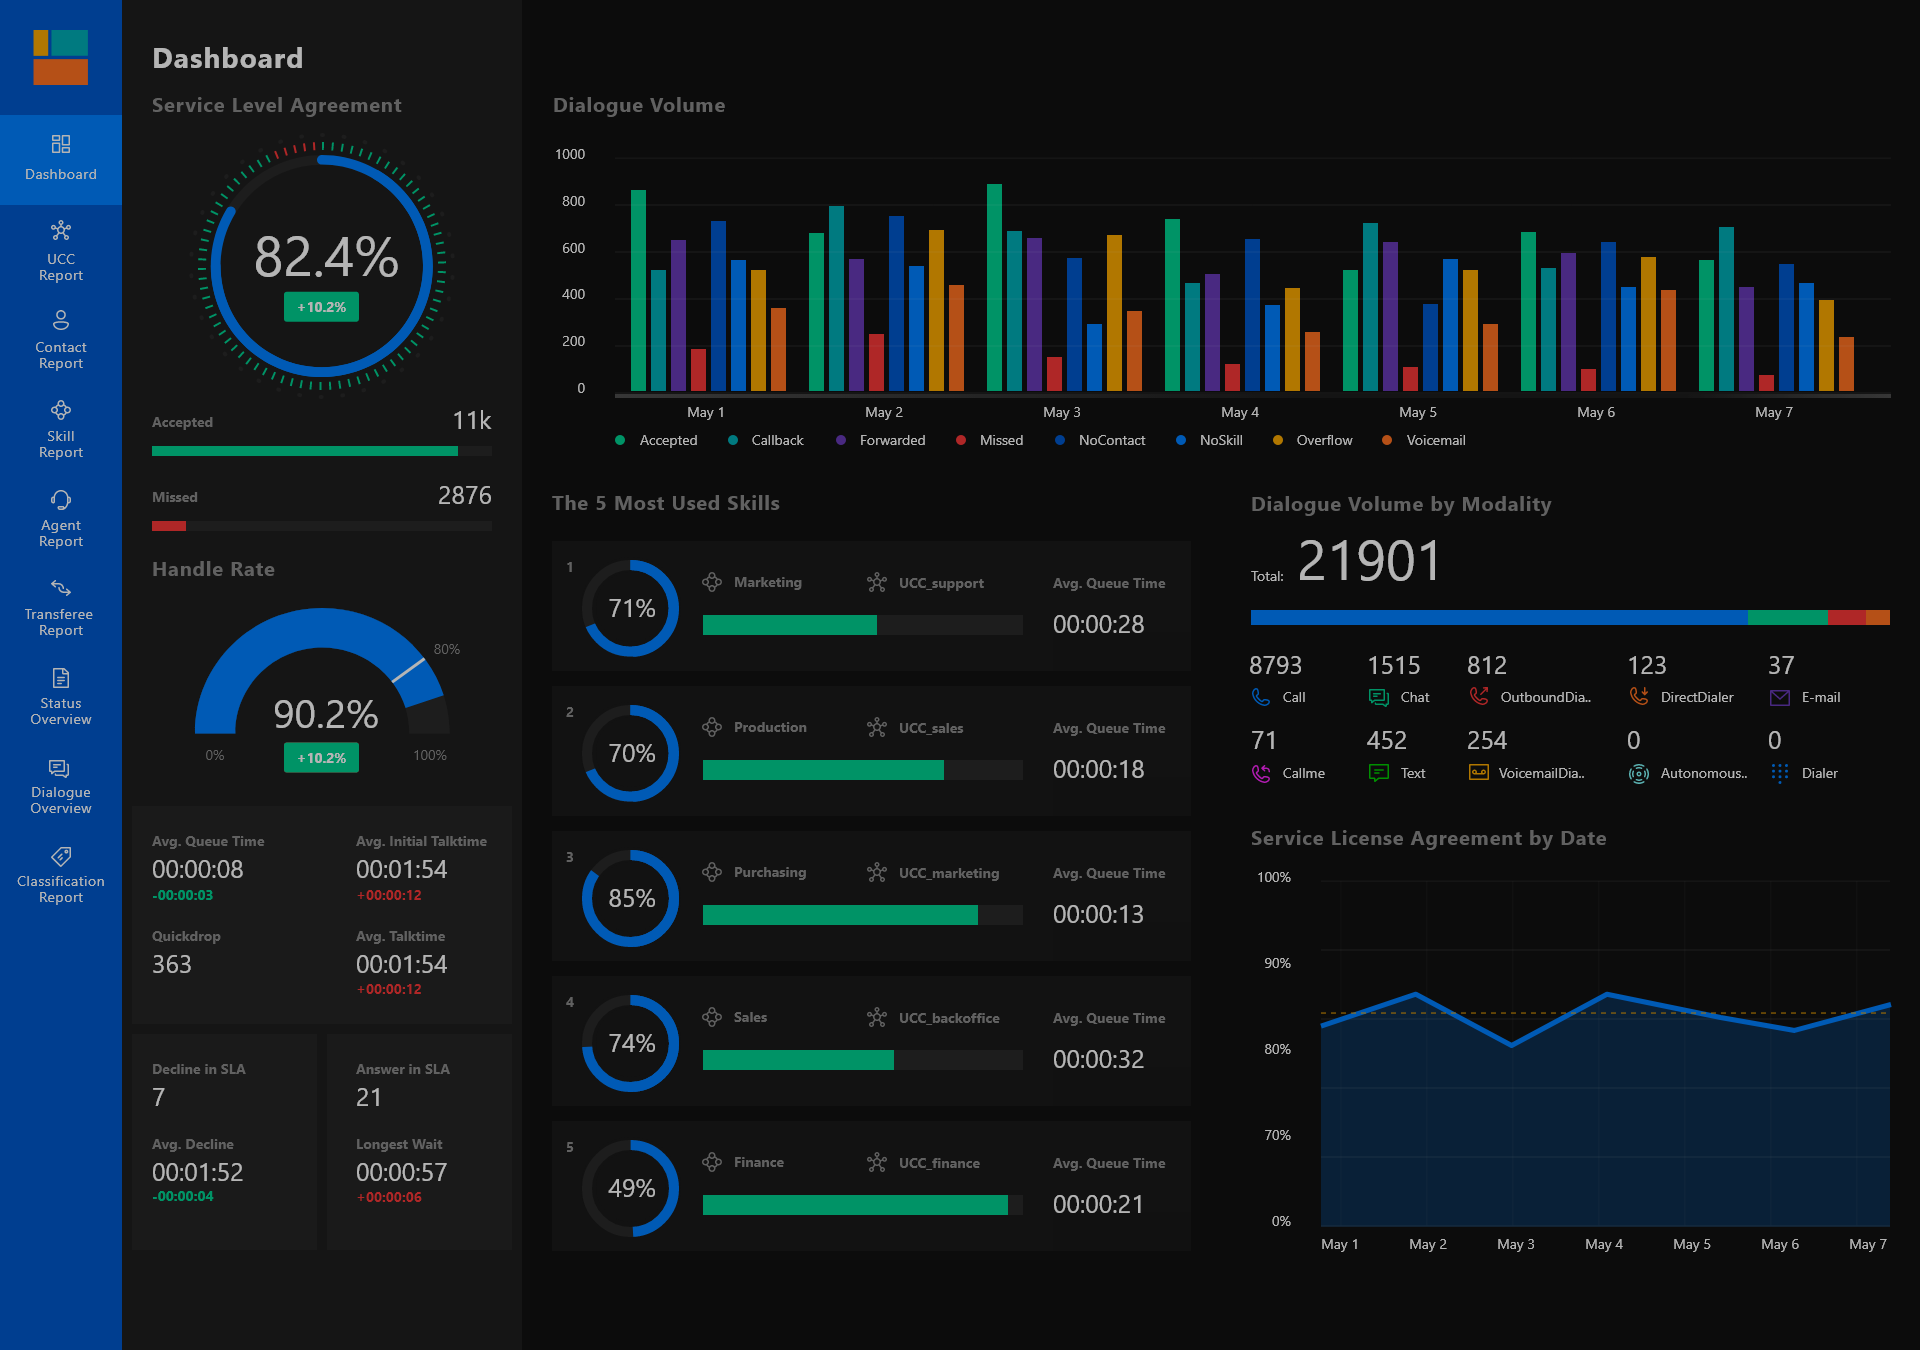 Dashboard
UCC
Report
Contact
Report
Skill
Report
Agent
Report
Transferee
Report
Status
Overview
Dialogue
Overview
Classification
Report
Dashboard
Service Level Agreement
82.4%
+10.2%
Accepted 11k
Missed 2876
Handle Rate
80%
90.2%
0% +10.2% 100%
Avg. Queue Time Avg. Initial Talktime
00:00:08 00:01:54
-00:00:03 +00:00:12
Quickdrop Avg. Talktime
363 00:01:54
+00:00:12
Decline in SLA Answer in SLA
7 21
Avg. Decline Longest Wait
00:01:52 00:00:57
-00:00:04 +00:00:06
Dialogue Volume
1000
800
600
400
200
0
May 1 May 2 May 3 May 4 May 5 May 6 May 7
Accepted Callback Forwarded Missed NoContact NoSkill Overflow Voicemail
The 5 Most Used Skills
1 71% Marketing UCC_support Avg. Queue Time
00:00:28
2 70% Production UCC_sales Avg. Queue Time
00:00:18
3 85% Purchasing UCC_marketing Avg. Queue Time
00:00:13
4 74% Sales UCC_backoffice Avg. Queue Time
00:00:32
5 49% Finance UCC_finance Avg. Queue Time
00:00:21
Dialogue Volume by Modality
Total: 21901
8793 1515 812 123 37
Call Chat OutboundDia.. DirectDialer E-mail
71 452 254 0 0
Callme Text VoicemailDia.. Autonomous.. Dialer
Service License Agreement by Date
100%
90%
80%
70%
0%
May 1 May 2 May 3 May 4 May 5 May 6 May 7